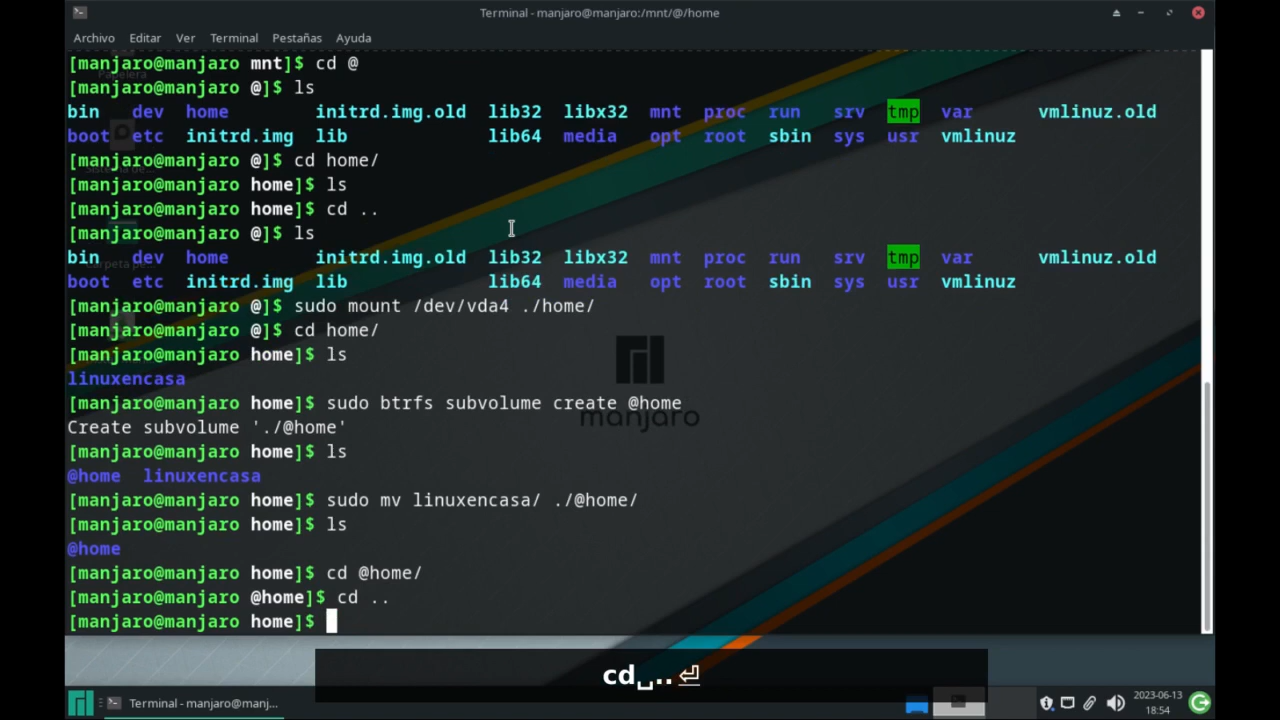 Terminal - manjaro@manjaro:/mnt/@/home
Archivo Editar Ver Terminal Pestañas Ayuda
[manjaro@manjaro mnt]$ cd @
[manjaro@manjaro @]$ ls
bin dev home initrd.img.old lib32 libx32 mnt proc run srv tmp var vmlinuz.old
boot etc initrd.img lib lib64 media opt root sbin sys usr vmlinuz
[manjaro@manjaro @]$ cd home/
[manjaro@manjaro home]$ ls
[manjaro@manjaro home]$ cd ..
[manjaro@manjaro @]$ ls
bin dev home initrd.img.old lib32 libx32 mnt proc run srv tmp var vmlinuz.old
boot etc initrd.img lib lib64 media opt root sbin sys usr vmlinuz
[manjaro@manjaro @]$ sudo mount /dev/vda4 ./home/
[manjaro@manjaro @]$ cd home/
[manjaro@manjaro home]$ ls
linuxencasa
[manjaro@manjaro home]$ sudo btrfs subvolume create @home
manjaro
Create subvolume './@home'
[manjaro@manjaro home]$ ls
@home linuxencasa
[manjaro@manjaro home]$ sudo mv linuxencasa/ ./@home/
[manjaro@manjaro home]$ ls
@home
[manjaro@manjaro home]$ cd @home/
[manjaro@manjaro @home]$ cd ..
[manjaro@manjaro home]$
cd␣..⏎
Terminal - manjaro@manj...
2023-06-13
18:54